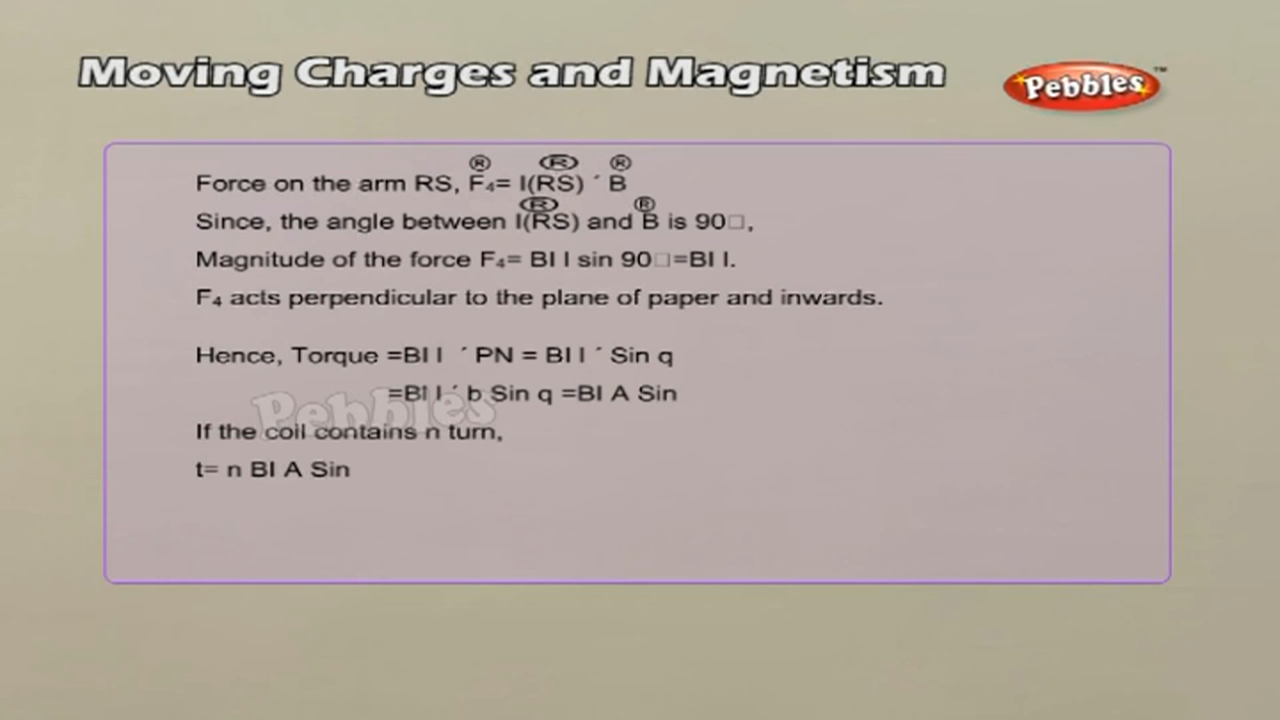 Moving Charges and Magnetism
Pebbles™
Force on the arm RS, F₄= I(RS) ´ B
® ® ®
Since, the angle between I(RS) and B is 90□,
® ®
Magnitude of the force F₄= BI l sin 90□=BI l.
F₄ acts perpendicular to the plane of paper and inwards.
Hence, Torque =BI l ´ PN = BI l ´ Sin q
=BI l ´ b Sin q =BI A Sin
Pebbles
If the coil contains n turn,
t= n BI A Sin